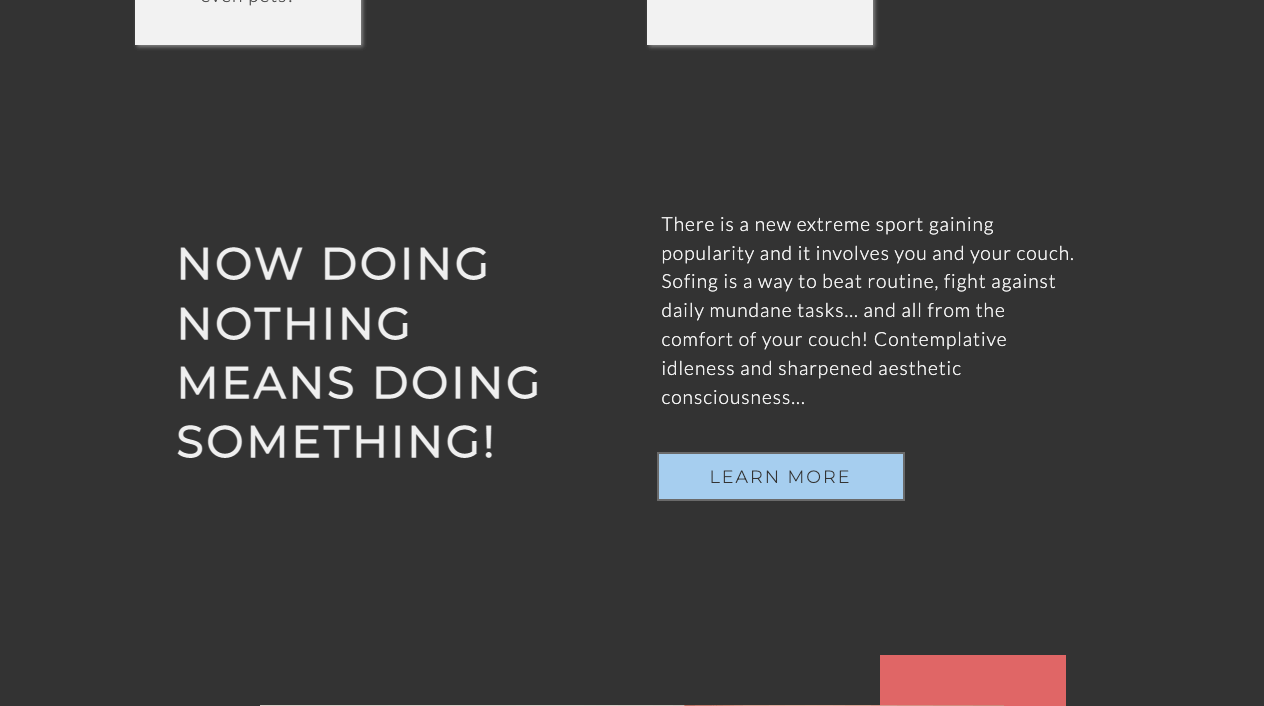 even pets.
NOW DOING
NOTHING
MEANS DOING
SOMETHING!
There is a new extreme sport gaining
popularity and it involves you and your couch.
Sofing is a way to beat routine, fight against
daily mundane tasks... and all from the
comfort of your couch! Contemplative
idleness and sharpened aesthetic
consciousness...
LEARN MORE